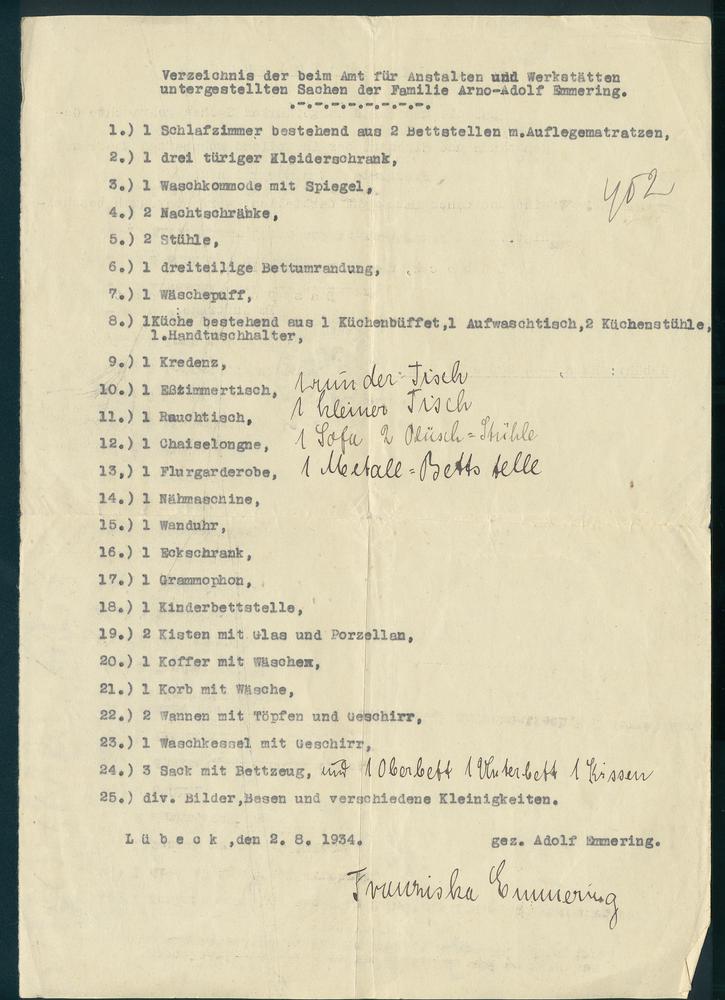 Verzeichnis der beim Amt für Anstalten und Werkstätten
untergestellten Sachen der Familie Arno-Adolf Emmering.
.-.-.-.-.-.-.-.-.
1.) 1 Schlafzimmer bestehend aus 2 Bettstellen m.Auflegematratzen,
2.) 1 drei türiger Kleiderschrank,
3.) 1 Waschkommode mit Spiegel,
402
4.) 2 Nachtschränke,
5.) 2 Stühle,
6.) 1 dreiteilige Bettumrandung,
7.) 1 Wäschepuff,
8.) 1Küche bestehend aus 1 Küchenbüffet,1 Aufwaschtisch,2 Küchenstühle,
1.Handtuschhalter,
9.) 1 Kredenz,
10.) 1 Eßzimmertisch, 1 runder Tisch
11.) 1 Rauchtisch, 1 kleiner Tisch
12.) 1 Chaiselongne, 1 Sofa 2 Plüsch=Stühle
13,) 1 Flurgarderobe, 1 Metall=Bettstelle
14.) 1 Nähmaschine,
15.) 1 Wanduhr,
16.) 1 Eckschrank,
17.) 1 Grammophon,
18.) 1 Kinderbettstelle,
19.) 2 Kisten mit Glas und Porzellan,
20.) 1 Koffer mit Wäsche,
21.) 1 Korb mit Wäsche,
22.) 2 Wannen mit Töpfen und Geschirr,
23.) 1 Waschkessel mit Geschirr,
24.) 3 Sack mit Bettzeug, und 1 Oberbett 1 Unterbett 1 Kissen
25.) div. Bilder,Besen und verschiedene Kleinigkeiten.
L ü b e c k ,den 2. 8. 1934. gez. Adolf Emmering.
Franziska Emmering